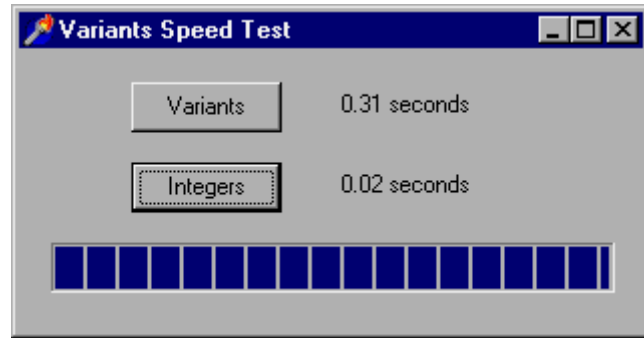 Variants Speed Test
Variants 0.31 seconds
Integers 0.02 seconds